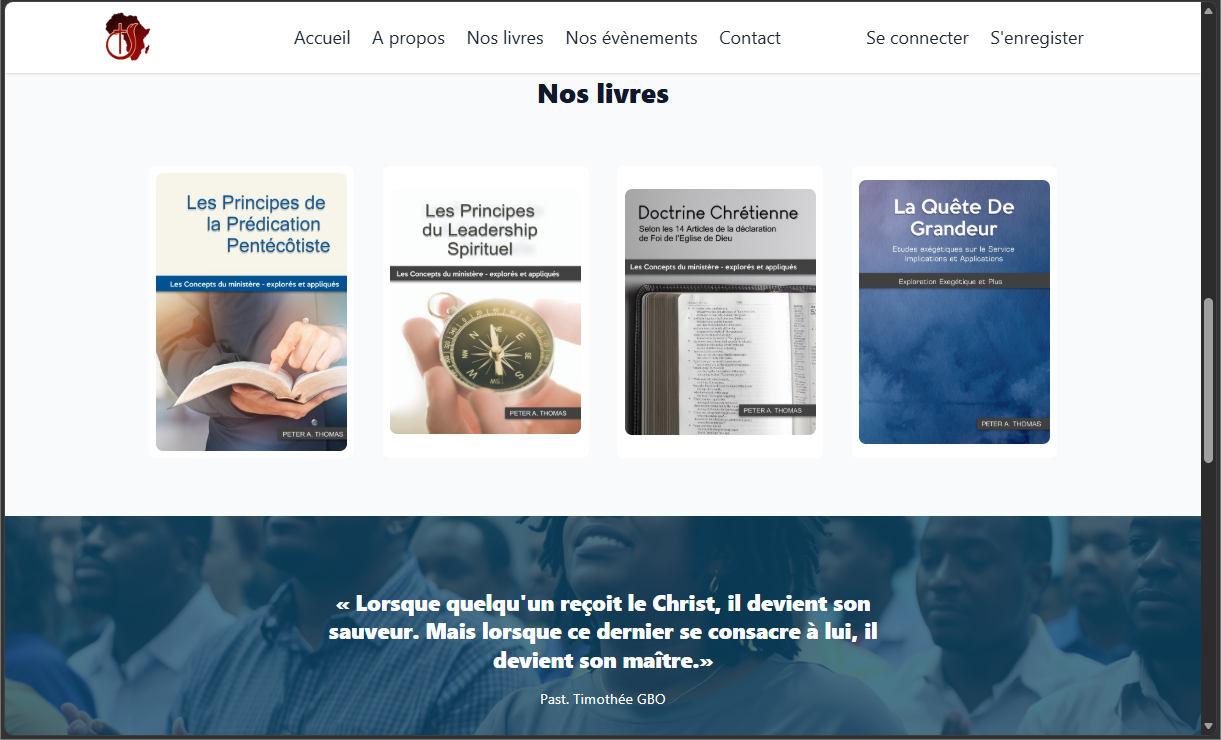 Accueil A propos Nos livres Nos évènements Contact Se connecter S'enregister
Nos livres
Les Principes de
la Prédication
Pentécôtiste
Les Concepts du ministère - explorés et appliqués
PETER A. THOMAS
Les Principes
du Leadership
Spirituel
Les Concepts du ministère - explorés et appliqués
N
E
SE
S
SW
W
NW
PETER A. THOMAS
Doctrine Chrétienne
Selon les 14 Articles de la déclaration
de Foi de l'Eglise de Dieu
Les Concepts du ministère - explorés et appliqués
PETER A. THOMAS
La Quête De
Grandeur
Etudes exégétiques sur le Service
Implications et Applications
Exploration Exegétique et Plus
PETER A. THOMAS
« Lorsque quelqu'un reçoit le Christ, il devient son
sauveur. Mais lorsque ce dernier se consacre à lui, il
devient son maître.»
Past. Timothée GBO